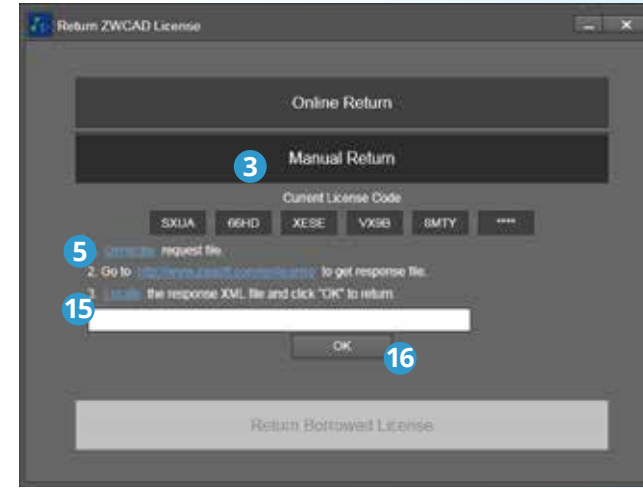 Return ZWCAD License
Online Return
3 Manual Return
Current License Code
SXUA 66HD XESE VX9B 8MTY ****
5 Generate request file.
2. Go to to get response file.
3. Locate the response XML file and click "OK" to return.
15
OK
16
Return Borrowed License